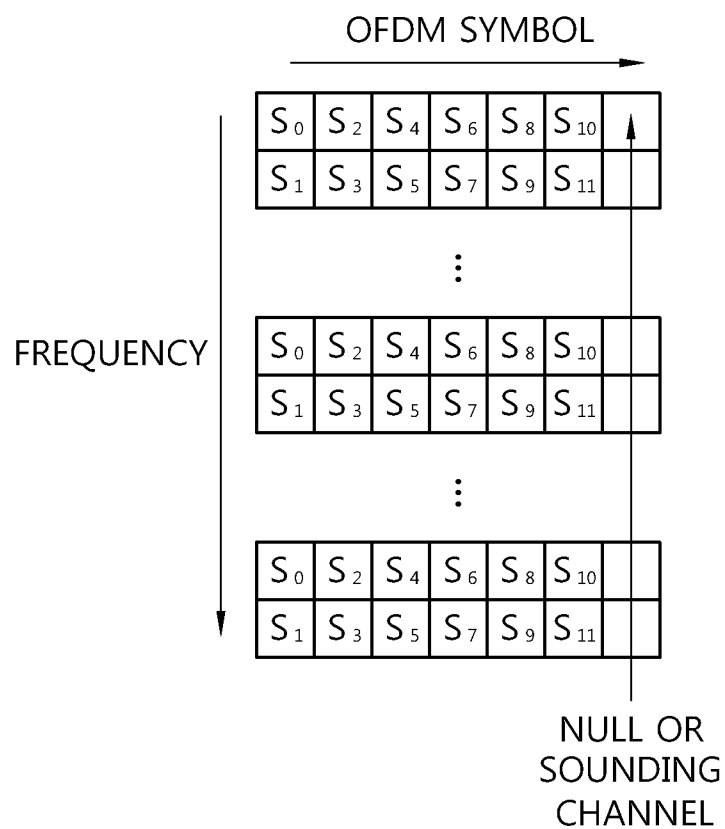 OFDM SYMBOL
S0 S2 S4 S6 S8 S10
S1 S3 S5 S7 S9 S11
⋮
FREQUENCY
S0 S2 S4 S6 S8 S10
S1 S3 S5 S7 S9 S11
⋮
S0 S2 S4 S6 S8 S10
S1 S3 S5 S7 S9 S11
NULL OR
SOUNDING
CHANNEL